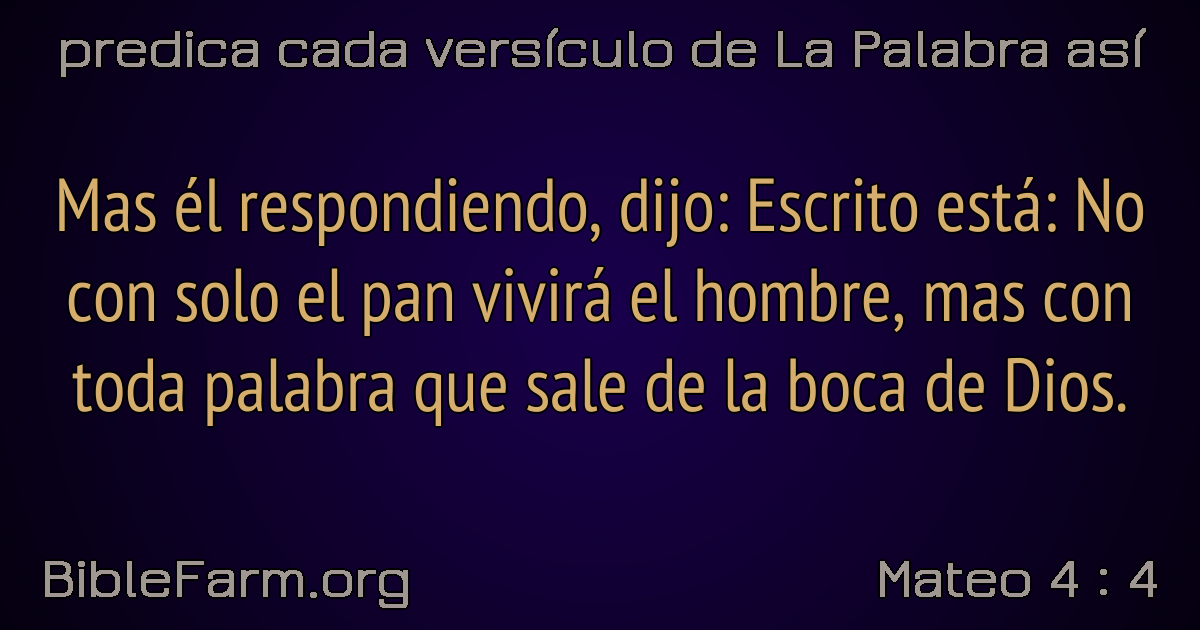 predica cada versículo de La Palabra así
Mas él respondiendo, dijo: Escrito está: No
con solo el pan vivirá el hombre, mas con
toda palabra que sale de la boca de Dios.
BibleFarm.org
Mateo 4 : 4